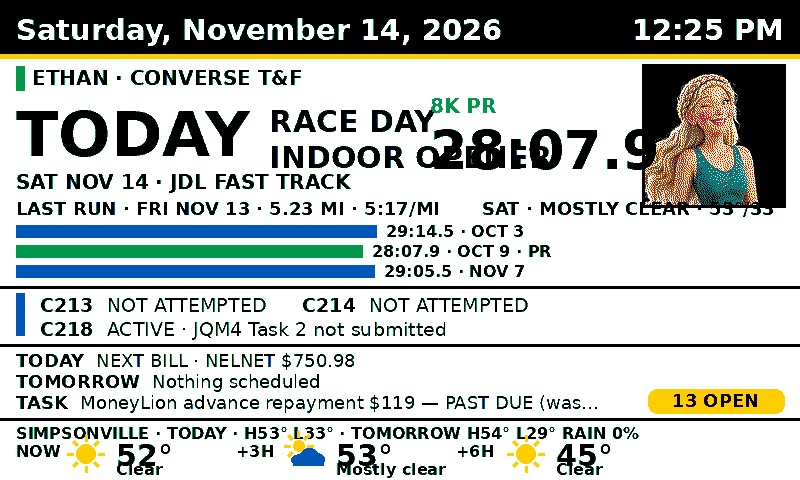 Saturday, November 14, 2026 12:25 PM
ETHAN · CONVERSE T&F
8K PR
TODAY RACE DAY 28:07.9
INDOOR OPENER
SAT NOV 14 · JDL FAST TRACK
LAST RUN · FRI NOV 13 · 5.23 MI · 5:17/MI SAT · MOSTLY CLEAR · 53°/33°
29:14.5 · OCT 3
28:07.9 · OCT 9 · PR
29:05.5 · NOV 7
C213 NOT ATTEMPTED C214 NOT ATTEMPTED
C218 ACTIVE · JQM4 Task 2 not submitted
TODAY NEXT BILL · NELNET $750.98
TOMORROW Nothing scheduled
TASK MoneyLion advance repayment $119 — PAST DUE (was... 13 OPEN
SIMPSONVILLE · TODAY · H53° L33° · TOMORROW H54° L29° RAIN 0%
NOW 52° +3H 53° +6H 45°
Clear Mostly clear Clear